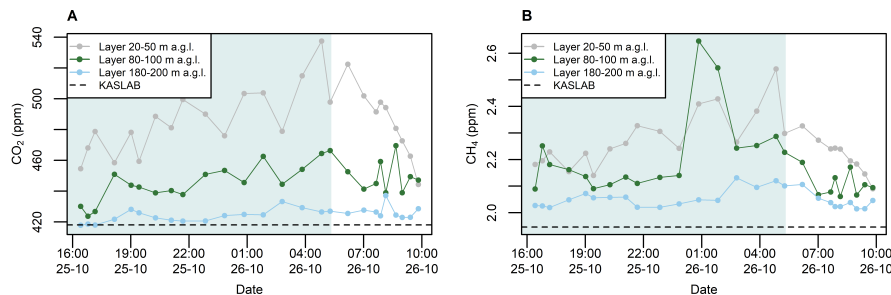 A
CO2 (ppm)
540
500
460
420
Layer 20-50 m a.g.l.
Layer 80-100 m a.g.l.
Layer 180-200 m a.g.l.
KASLAB
16:00 19:00 22:00 01:00 04:00 07:00 10:00
25-10 25-10 25-10 26-10 26-10 26-10 26-10
Date
B
CH4 (ppm)
2.6
2.4
2.2
2.0
Layer 20-50 m a.g.l.
Layer 80-100 m a.g.l.
Layer 180-200 m a.g.l.
KASLAB
16:00 19:00 22:00 01:00 04:00 07:00 10:00
25-10 25-10 25-10 26-10 26-10 26-10 26-10
Date